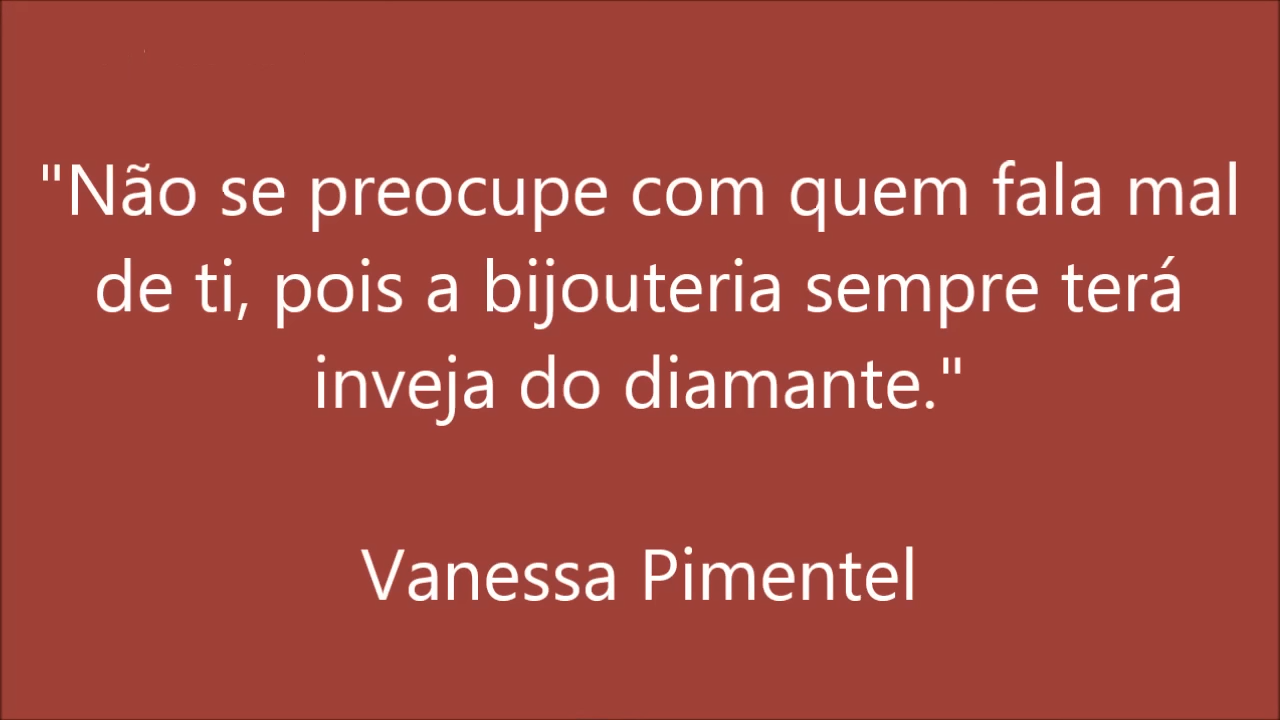 "Não se preocupe com quem fala mal
de ti, pois a bijouteria sempre terá
inveja do diamante."
Vanessa Pimentel